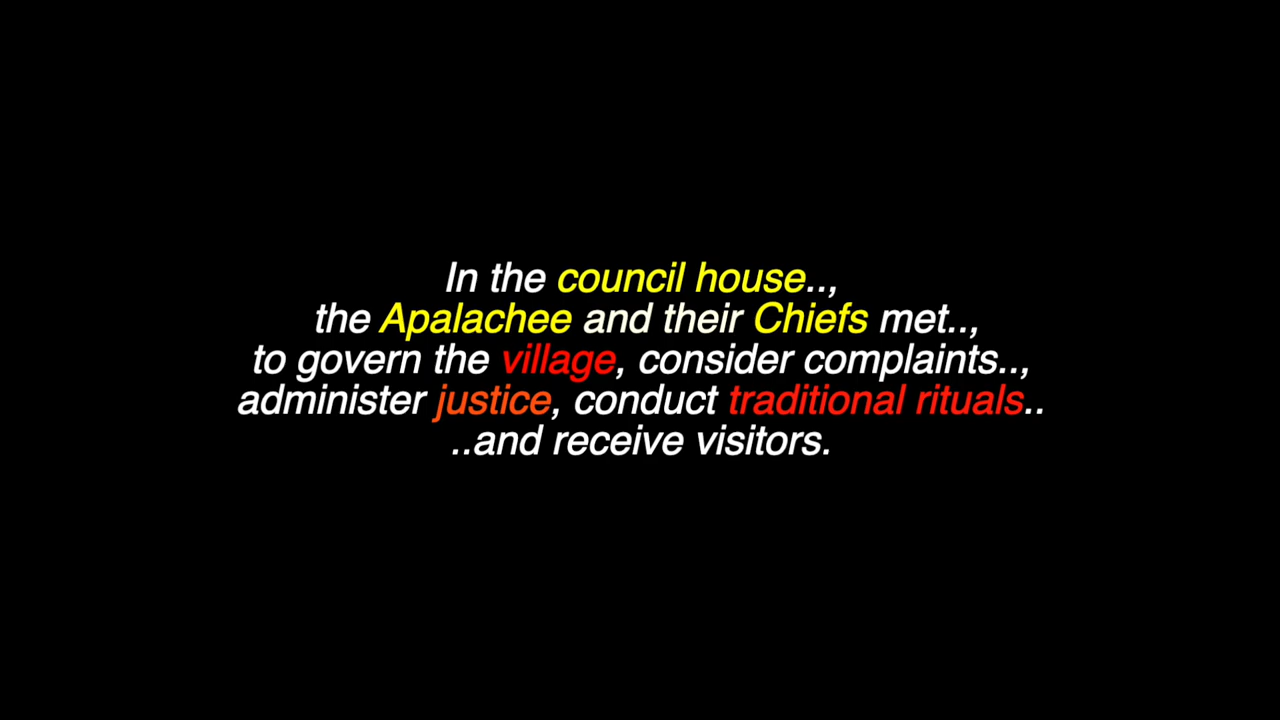 In the council house..,
the Apalachee and their Chiefs met..,
to govern the village, consider complaints..,
administer justice, conduct traditional rituals..
..and receive visitors.